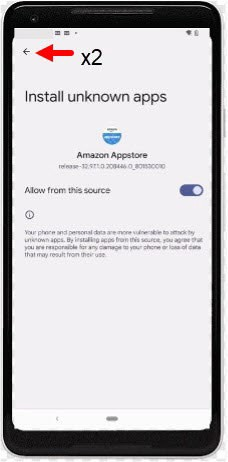 x2
Install unknown apps
Amazon Appstore
Allow from this source
Your phone and personal data are more vulnerable to attack by
unknown apps. By installing apps from this source, you agree that
you are responsible for any damage to your phone or loss of data
that may result from their use.